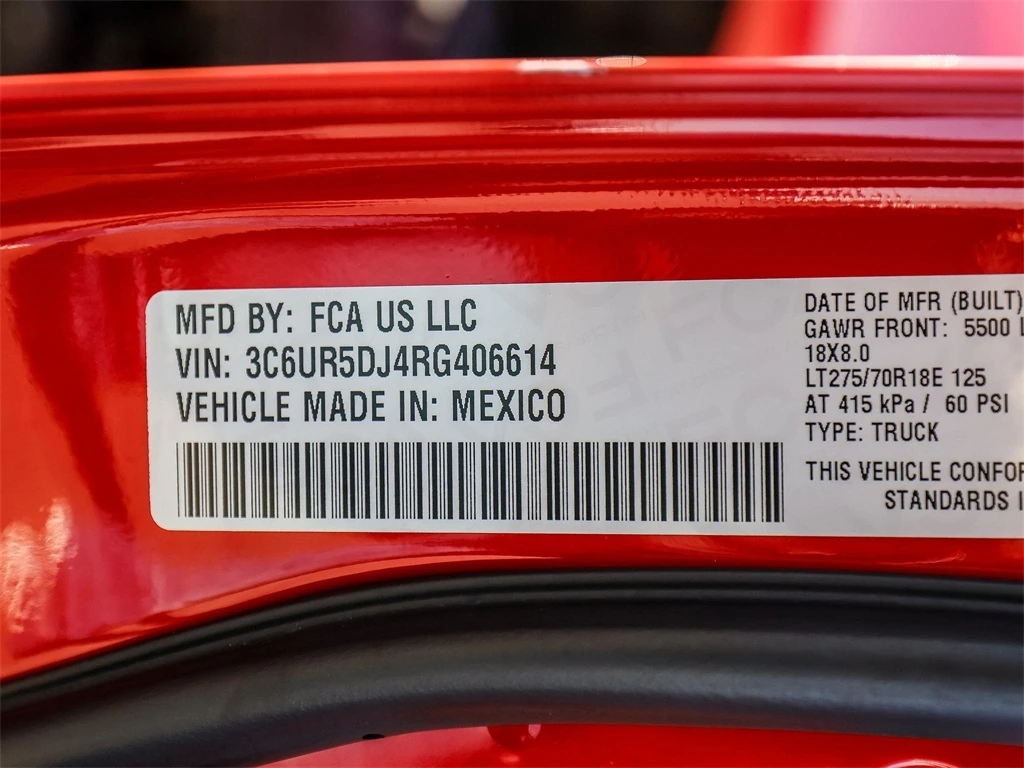 MFD BY: FCA US LLC
VIN: 3C6UR5DJ4RG406614
VEHICLE MADE IN: MEXICO
DATE OF MFR (BUILT)
GAWR FRONT: 5500
18X8.0
LT275/70R18E 125
AT 415 kPa / 60 PSI
TYPE: TRUCK
THIS VEHICLE
STANDARDS